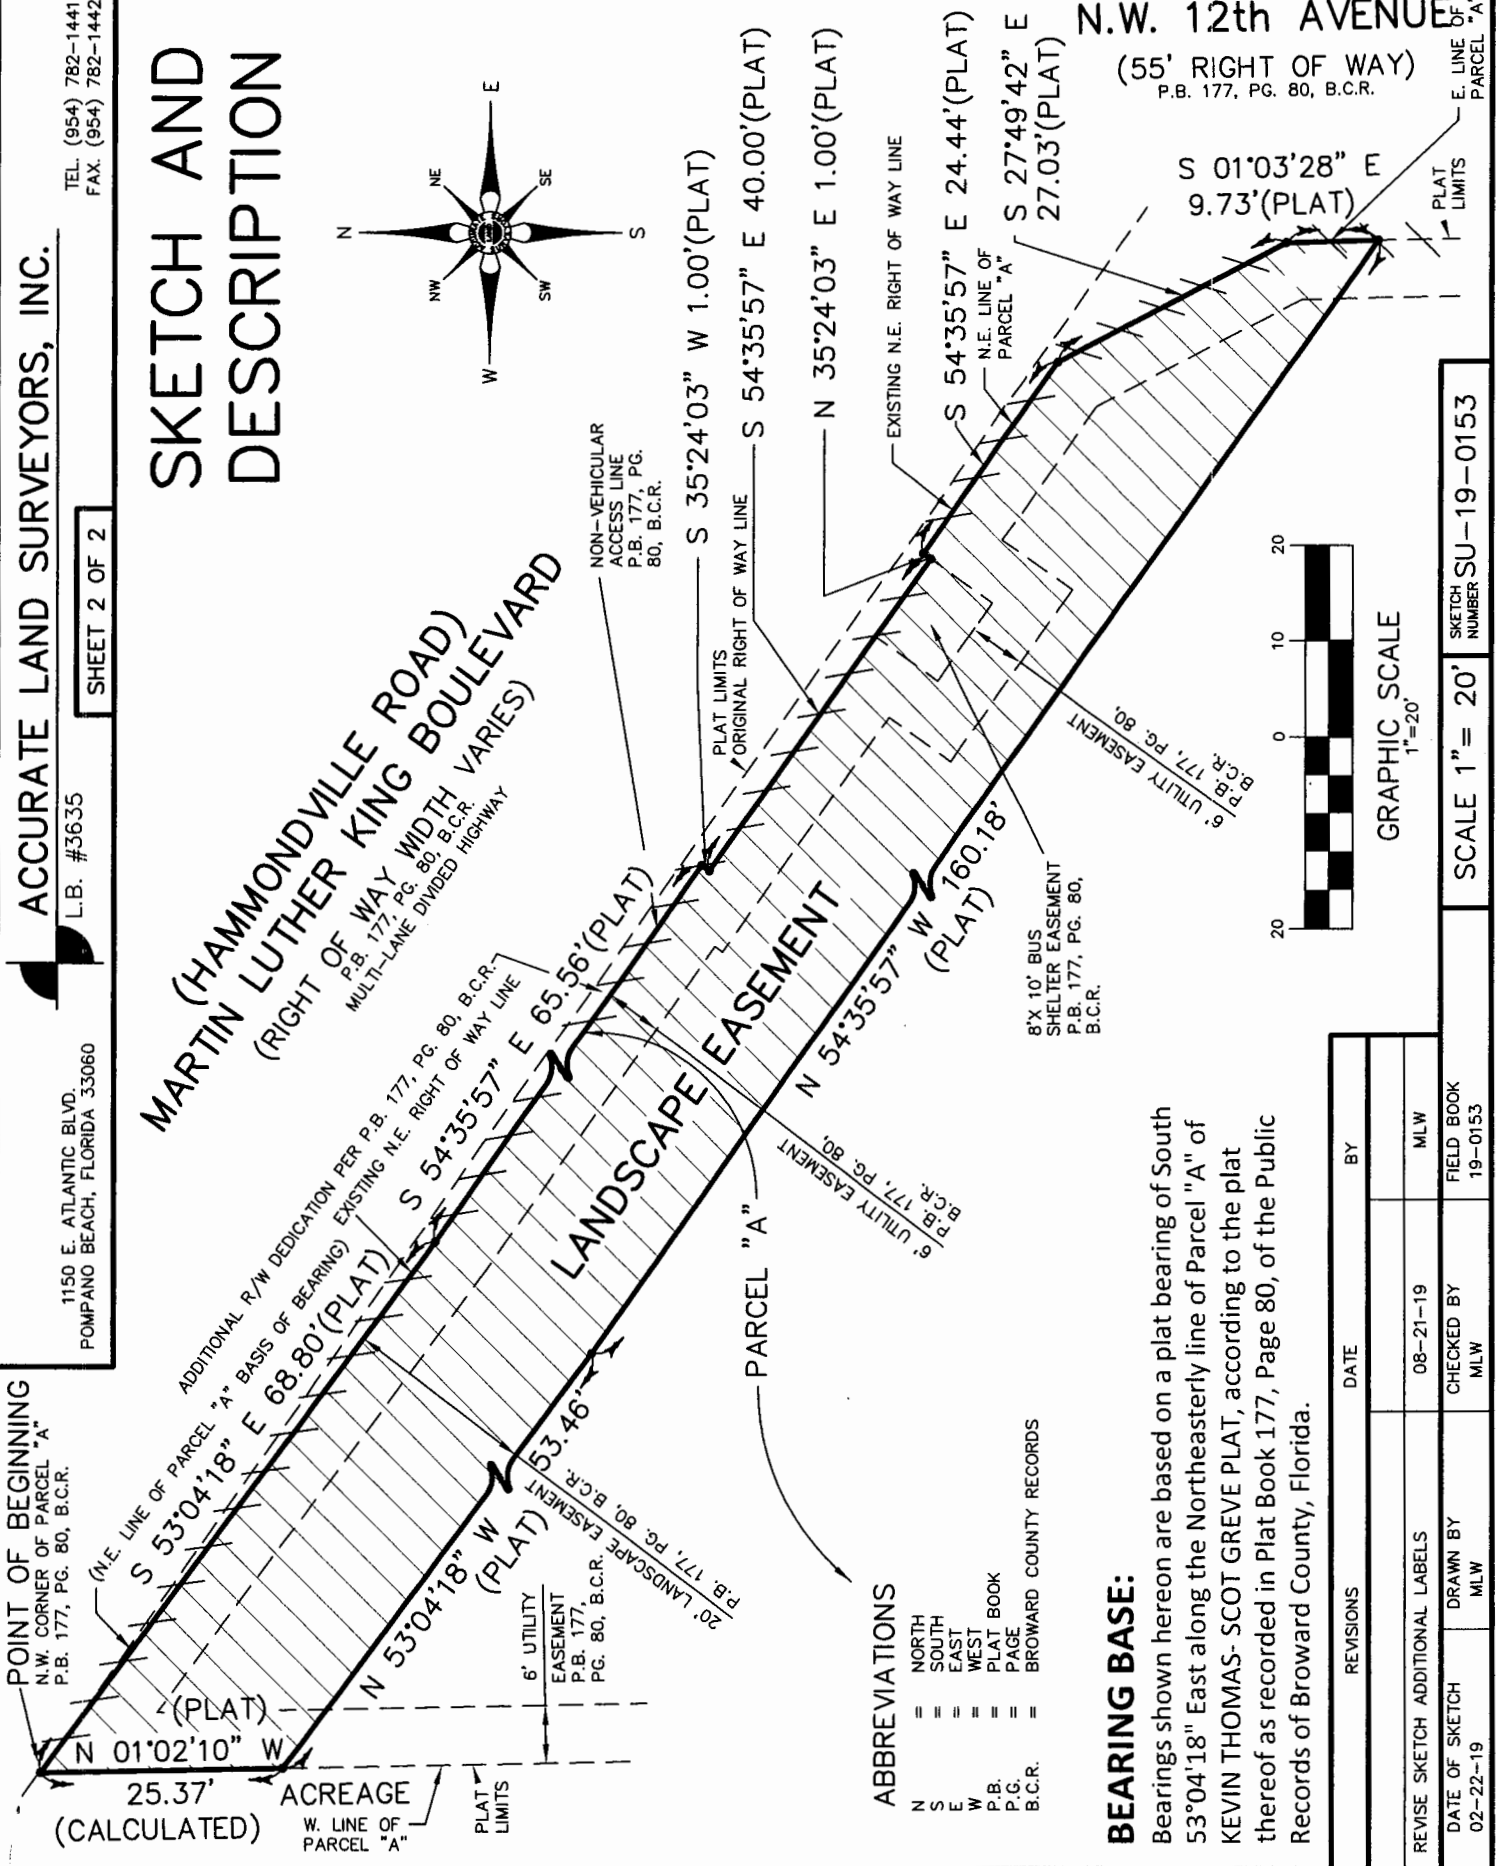 ACCURATE LAND SURVEYORS, INC.
L.B. #3635
SHEET 2 OF 2
1150 E. ATLANTIC BLVD.
POMPANO BEACH, FLORIDA 33060
TEL. (954) 782-1441
FAX. (954) 782-1442
SKETCH AND
DESCRIPTION
N
NE
E
SE
S
SW
W
NW
(HAMMONDVILLE ROAD)
MARTIN LUTHER KING BOULEVARD
(RIGHT OF WAY WIDTH VARIES)
P.B. 177, PG. 80, B.C.R.
MULTI-LANE DIVIDED HIGHWAY
POINT OF BEGINNING
N.W. CORNER OF PARCEL "A"
P.B. 177, PG. 80, B.C.R.
(N.E. LINE OF PARCEL "A" BASIS OF BEARING)
S 53°04'18" E 68.80'(PLAT)
ADDITIONAL R/W DEDICATION PER P.B. 177, PG. 80, B.C.R.
EXISTING N.E. RIGHT OF WAY LINE
S 54°35'57" E 65.56'(PLAT)
NON-VEHICULAR
ACCESS LINE
P.B. 177, PG.
80, B.C.R.
S 35°24'03" W 1.00'(PLAT)
PLAT LIMITS
ORIGINAL RIGHT OF WAY LINE
S 54°35'57" E 40.00'(PLAT)
N 35°24'03" E 1.00'(PLAT)
EXISTING N.E. RIGHT OF WAY LINE
S 54°35'57" E 24.44'(PLAT)
N.E. LINE OF
PARCEL "A"
S 27°49'42" E
27.03'(PLAT)
N.W. 12th AVENUE
(55' RIGHT OF WAY)
P.B. 177, PG. 80, B.C.R.
E. LINE OF
PARCEL "A"
S 01°03'28" E
9.73'(PLAT)
PLAT
LIMITS
LANDSCAPE EASEMENT
N 54°35'57" W 160.18'
(PLAT)
6' UTILITY EASEMENT
P.B. 177, PG. 80,
B.C.R.
8'X 10' BUS
SHELTER EASEMENT
P.B. 177, PG. 80,
B.C.R.
6' UTILITY EASEMENT
P.B. 177, PG. 80,
B.C.R.
PARCEL "A"
N 53°04'18" W 53.46'
(PLAT)
20' LANDSCAPE EASEMENT
P.B. 177, PG. 80, B.C.R.
6' UTILITY
EASEMENT
P.B. 177,
PG. 80, B.C.R.
(PLAT)
N 01°02'10" W
25.37'
(CALCULATED)
ACREAGE
W. LINE OF
PARCEL "A"
PLAT
LIMITS
20
0
10
20
GRAPHIC SCALE
1"=20'
ABBREVIATIONS
N = NORTH
S = SOUTH
E = EAST
W = WEST
P.B. = PLAT BOOK
P.G. = PAGE
B.C.R. = BROWARD COUNTY RECORDS
BEARING BASE:
Bearings shown hereon are based on a plat bearing of South
53°04'18" East along the Northeasterly line of Parcel "A" of
KEVIN THOMAS- SCOT GREVE PLAT, according to the plat
thereof as recorded in Plat Book 177, Page 80, of the Public
Records of Broward County, Florida.
REVISIONS DATE BY
REVISE SKETCH ADDITIONAL LABELS 08-21-19 MLW
DATE OF SKETCH DRAWN BY CHECKED BY FIELD BOOK
02-22-19 MLW MLW 19-0153
SCALE 1"= 20'
SKETCH
NUMBER SU-19-0153